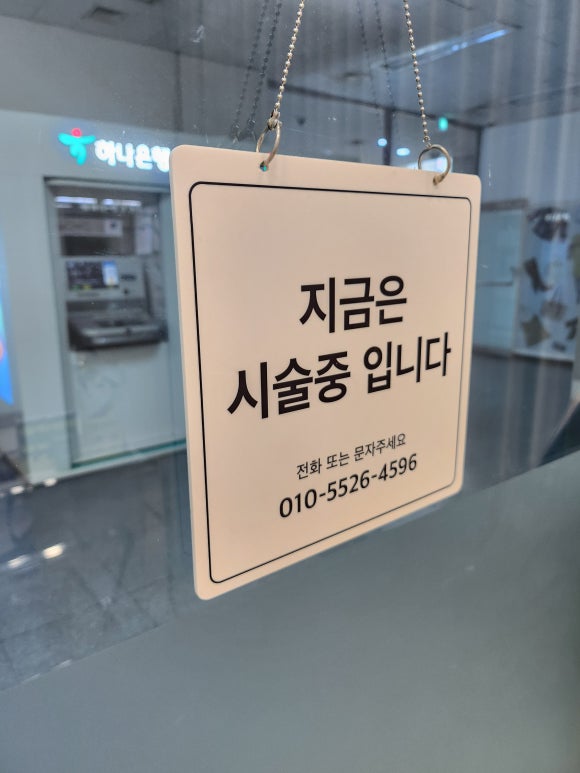 하나은행
지금은
시술중 입니다
전화 또는 문자주세요
010-5526-4596